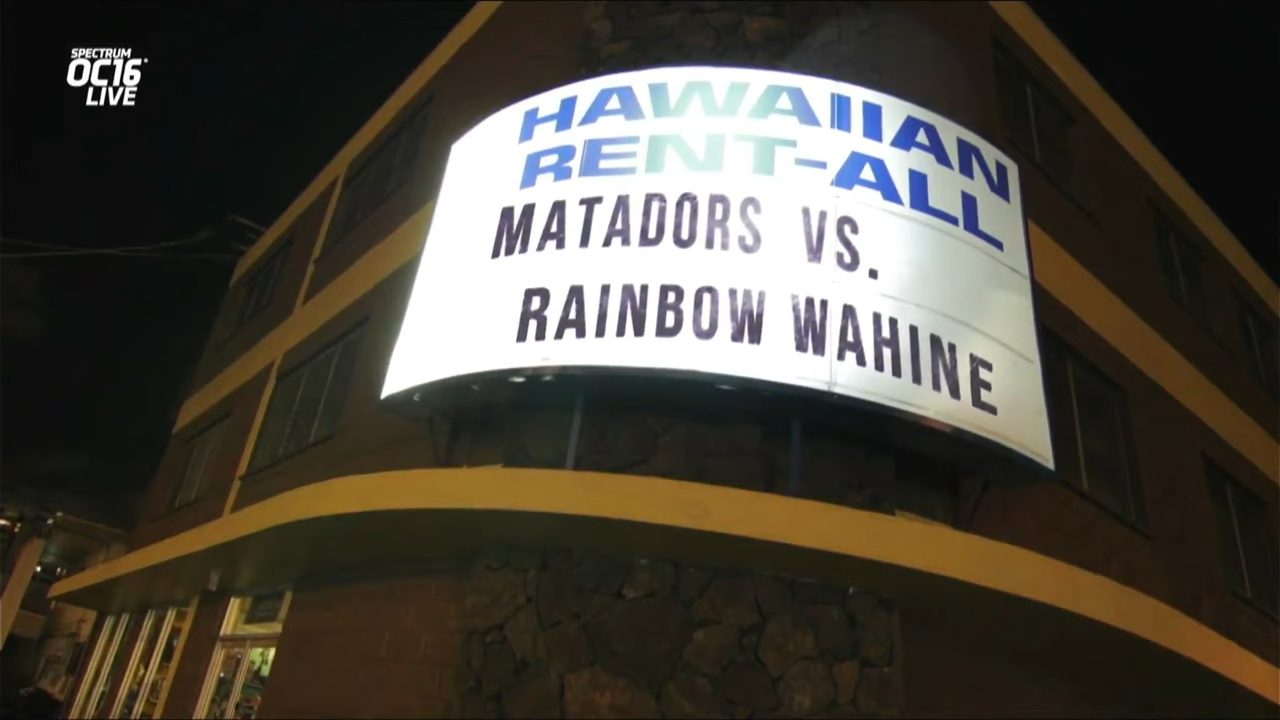 SPECTRUM
OC16
LIVE
HAWAIIAN
RENT-ALL
MATADORS VS.
RAINBOW WAHINE